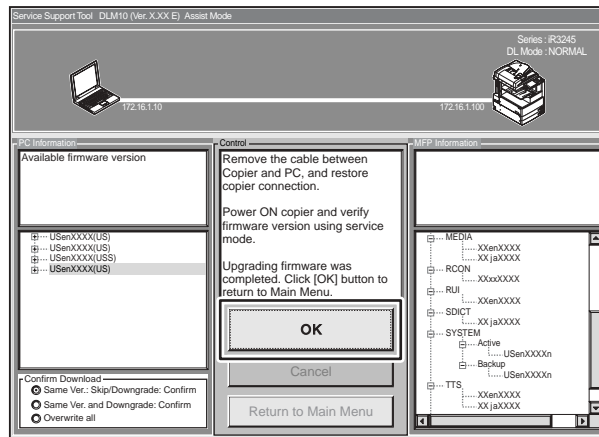 Service Support Tool DLM10 (Ver. X.XX E) Assist Mode
Series : iR3245
DL Mode : NORMAL
172.16.1.10
172.16.1.100
PC Information
Available firmware version
USenXXXX(US)
USenXXXX(US)
USenXXXX(USS)
USenXXXX(US)
Confirm Download
Same Ver.: Skip/Downgrade: Confirm
Same Ver. and Downgrade: Confirm
Overwrite all
Control
Remove the cable between
Copier and PC, and restore
copier connection.
Power ON copier and verify
firmware version using service
mode.
Upgrading firmware was
completed. Click [OK] button to
return to Main Menu.
OK
Cancel
Return to Main Menu
MFP Information
MEDIA
XXenXXXX
XX jaXXXX
RCON
XXxxXXXX
RUI
XXenXXXX
SDICT
XX jaXXXX
SYSTEM
Active
USenXXXXn
Backup
USenXXXXn
TTS
XXenXXXX
XX jaXXXX